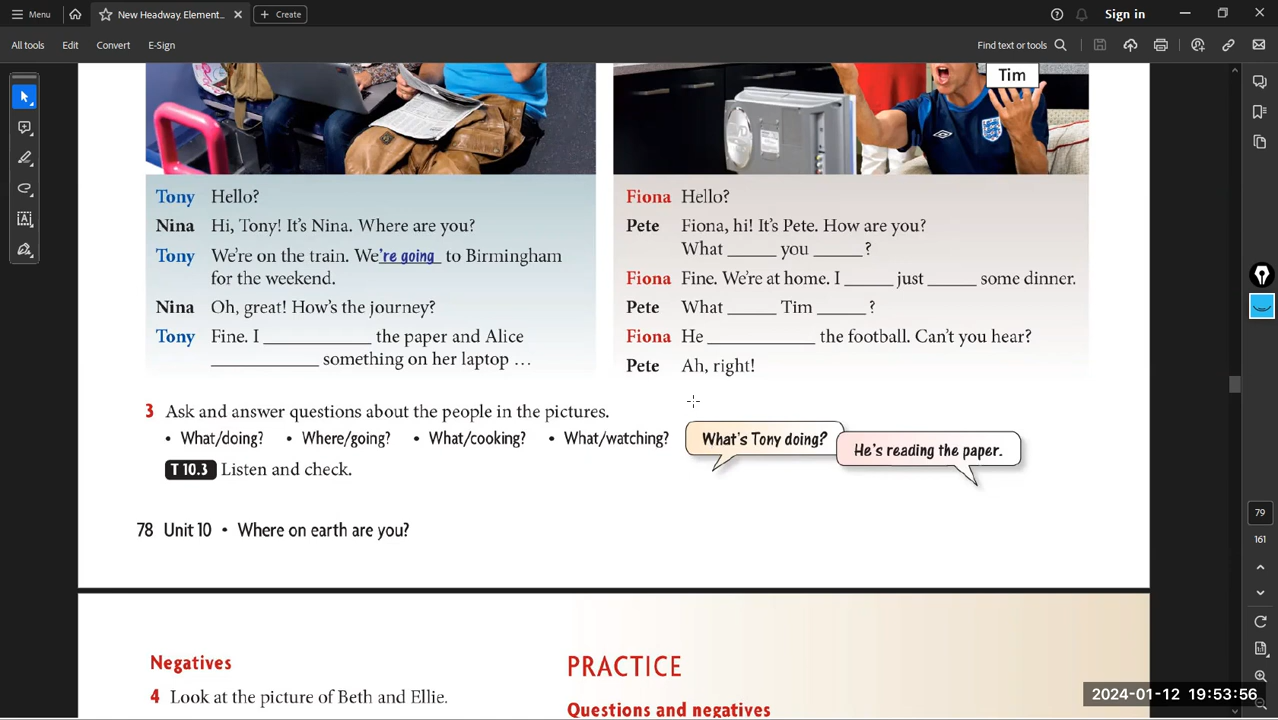 Menu
New Headway. Element...
Create
Sign in
All tools
Edit
Convert
E-Sign
Find text or tools
Tim
Tony Hello?
Nina Hi, Tony! It's Nina. Where are you?
Tony We're on the train. We're going to Birmingham
for the weekend.
Nina Oh, great! How's the journey?
Tony Fine. I ____________ the paper and Alice
____________ something on her laptop …
Fiona Hello?
Pete Fiona, hi! It's Pete. How are you?
What _____ you _____?
Fiona Fine. We're at home. I _____ just _____ some dinner.
Pete What _____ Tim _____?
Fiona He ____________ the football. Can't you hear?
Pete Ah, right!
3 Ask and answer questions about the people in the pictures.
• What/doing? • Where/going? • What/cooking? • What/watching?
What's Tony doing?
He's reading the paper.
T 10.3 Listen and check.
78 Unit 10 • Where on earth are you?
79
161
Negatives
4 Look at the picture of Beth and Ellie.
PRACTICE
Questions and negatives
2024-01-12 19:53:56